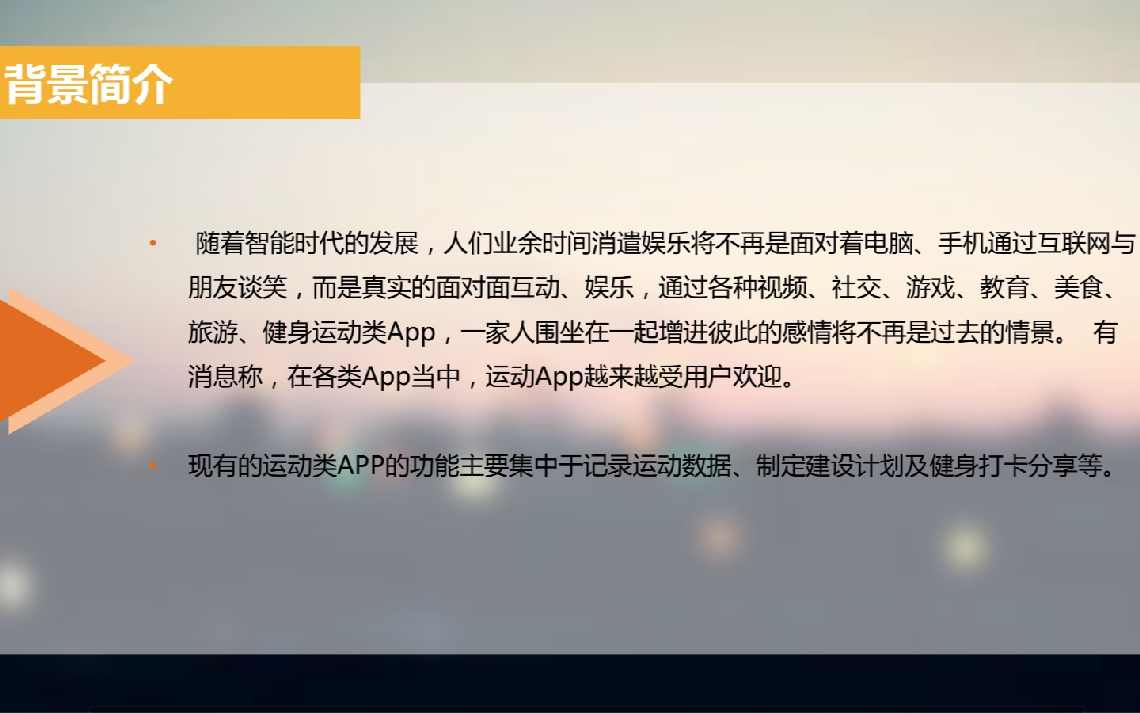 背景简介
• 随着智能时代的发展，人们业余时间消遣娱乐将不再是面对着电脑、手机通过互联网与
朋友谈笑，而是真实的面对面互动、娱乐，通过各种视频、社交、游戏、教育、美食、
旅游、健身运动类App，一家人围坐在一起增进彼此的感情将不再是过去的情景。 有
消息称，在各类App当中，运动App越来越受用户欢迎。
• 现有的运动类APP的功能主要集中于记录运动数据、制定建设计划及健身打卡分享等。